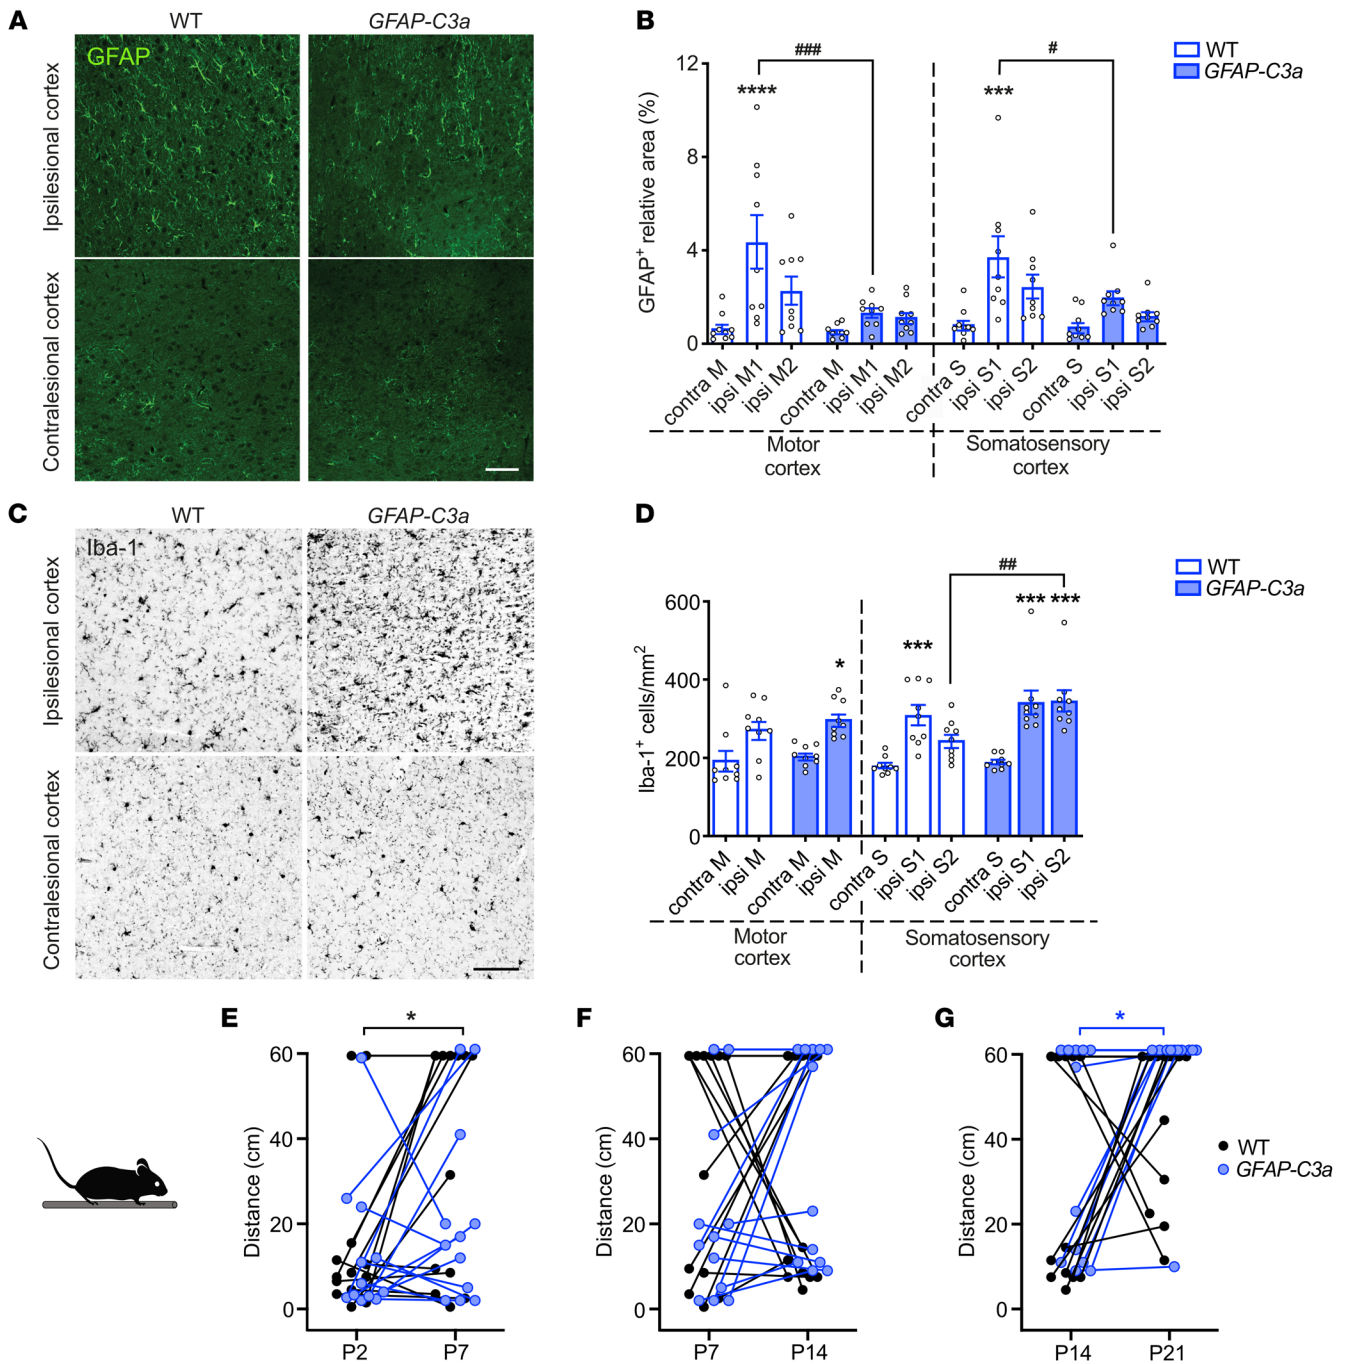 A
WT
GFAP-C3a
GFAP
Ipsilesional cortex
Contralesional cortex
B
WT
GFAP-C3a
GFAP+ relative area (%)
12
8
4
0
****
###
***
#
contra M
ipsi M1
ipsi M2
contra M
ipsi M1
ipsi M2
contra S
ipsi S1
ipsi S2
contra S
ipsi S1
ipsi S2
Motor
cortex
Somatosensory
cortex
C
WT
GFAP-C3a
Iba-1
Ipsilesional cortex
Contralesional cortex
D
WT
GFAP-C3a
Iba-1+ cells/mm2
600
400
200
0
*
***
##
*** ***
contra M
ipsi M
contra M
ipsi M
contra S
ipsi S1
ipsi S2
contra S
ipsi S1
ipsi S2
Motor
cortex
Somatosensory
cortex
E
*
Distance (cm)
60
40
20
0
P2
P7
F
Distance (cm)
60
40
20
0
P7
P14
G
*
Distance (cm)
60
40
20
0
P14
P21
WT
GFAP-C3a